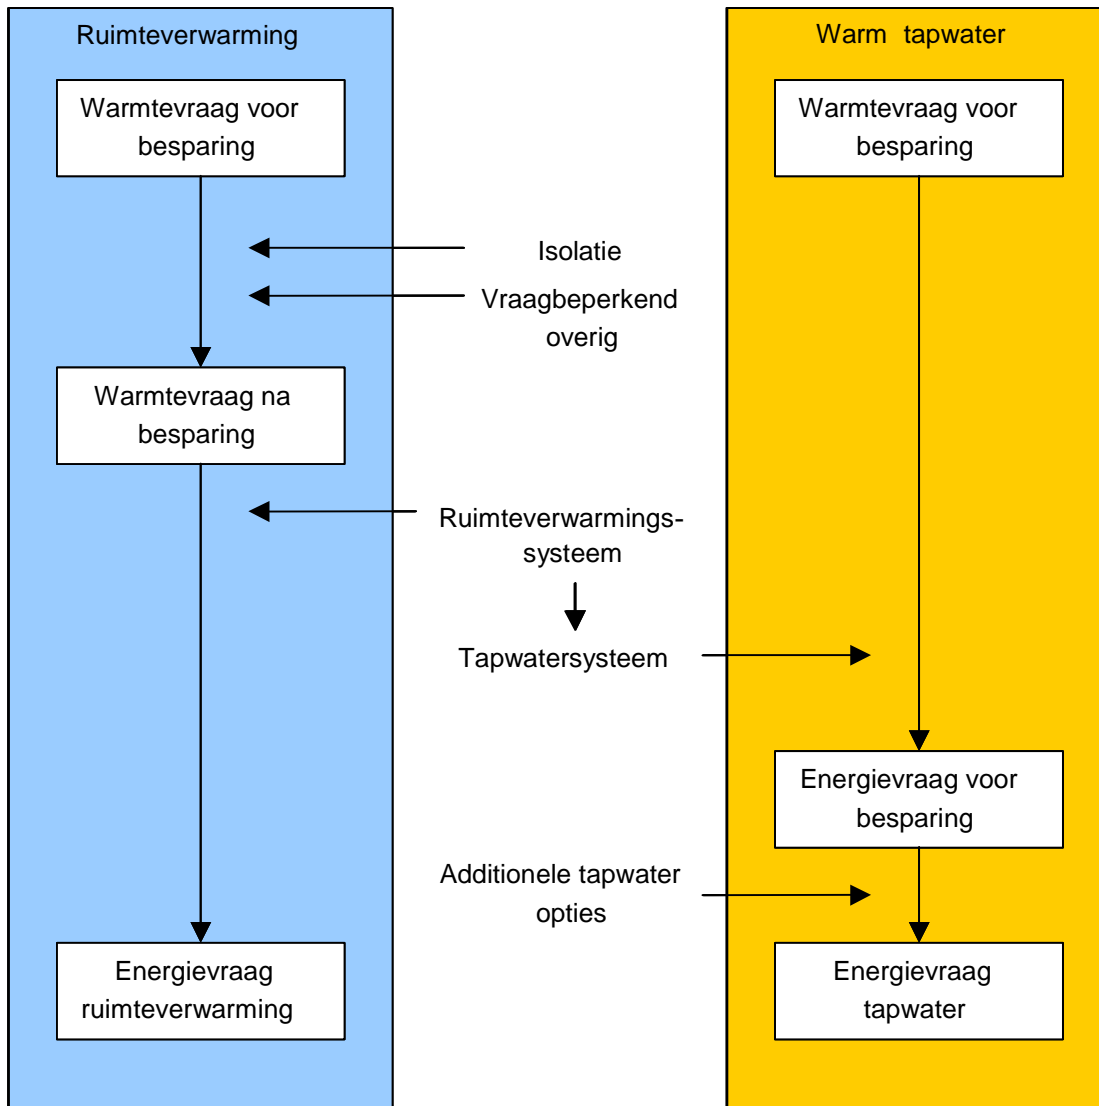 Ruimteverwarming
Warmtevraag voor
besparing
Isolatie
Vraagbeperkend
overig
Warmtevraag na
besparing
Ruimteverwarmings-
systeem
Tapwatersysteem
Additionele tapwater
opties
Energievraag
ruimteverwarming
Warm tapwater
Warmtevraag voor
besparing
Energievraag voor
besparing
Energievraag
tapwater